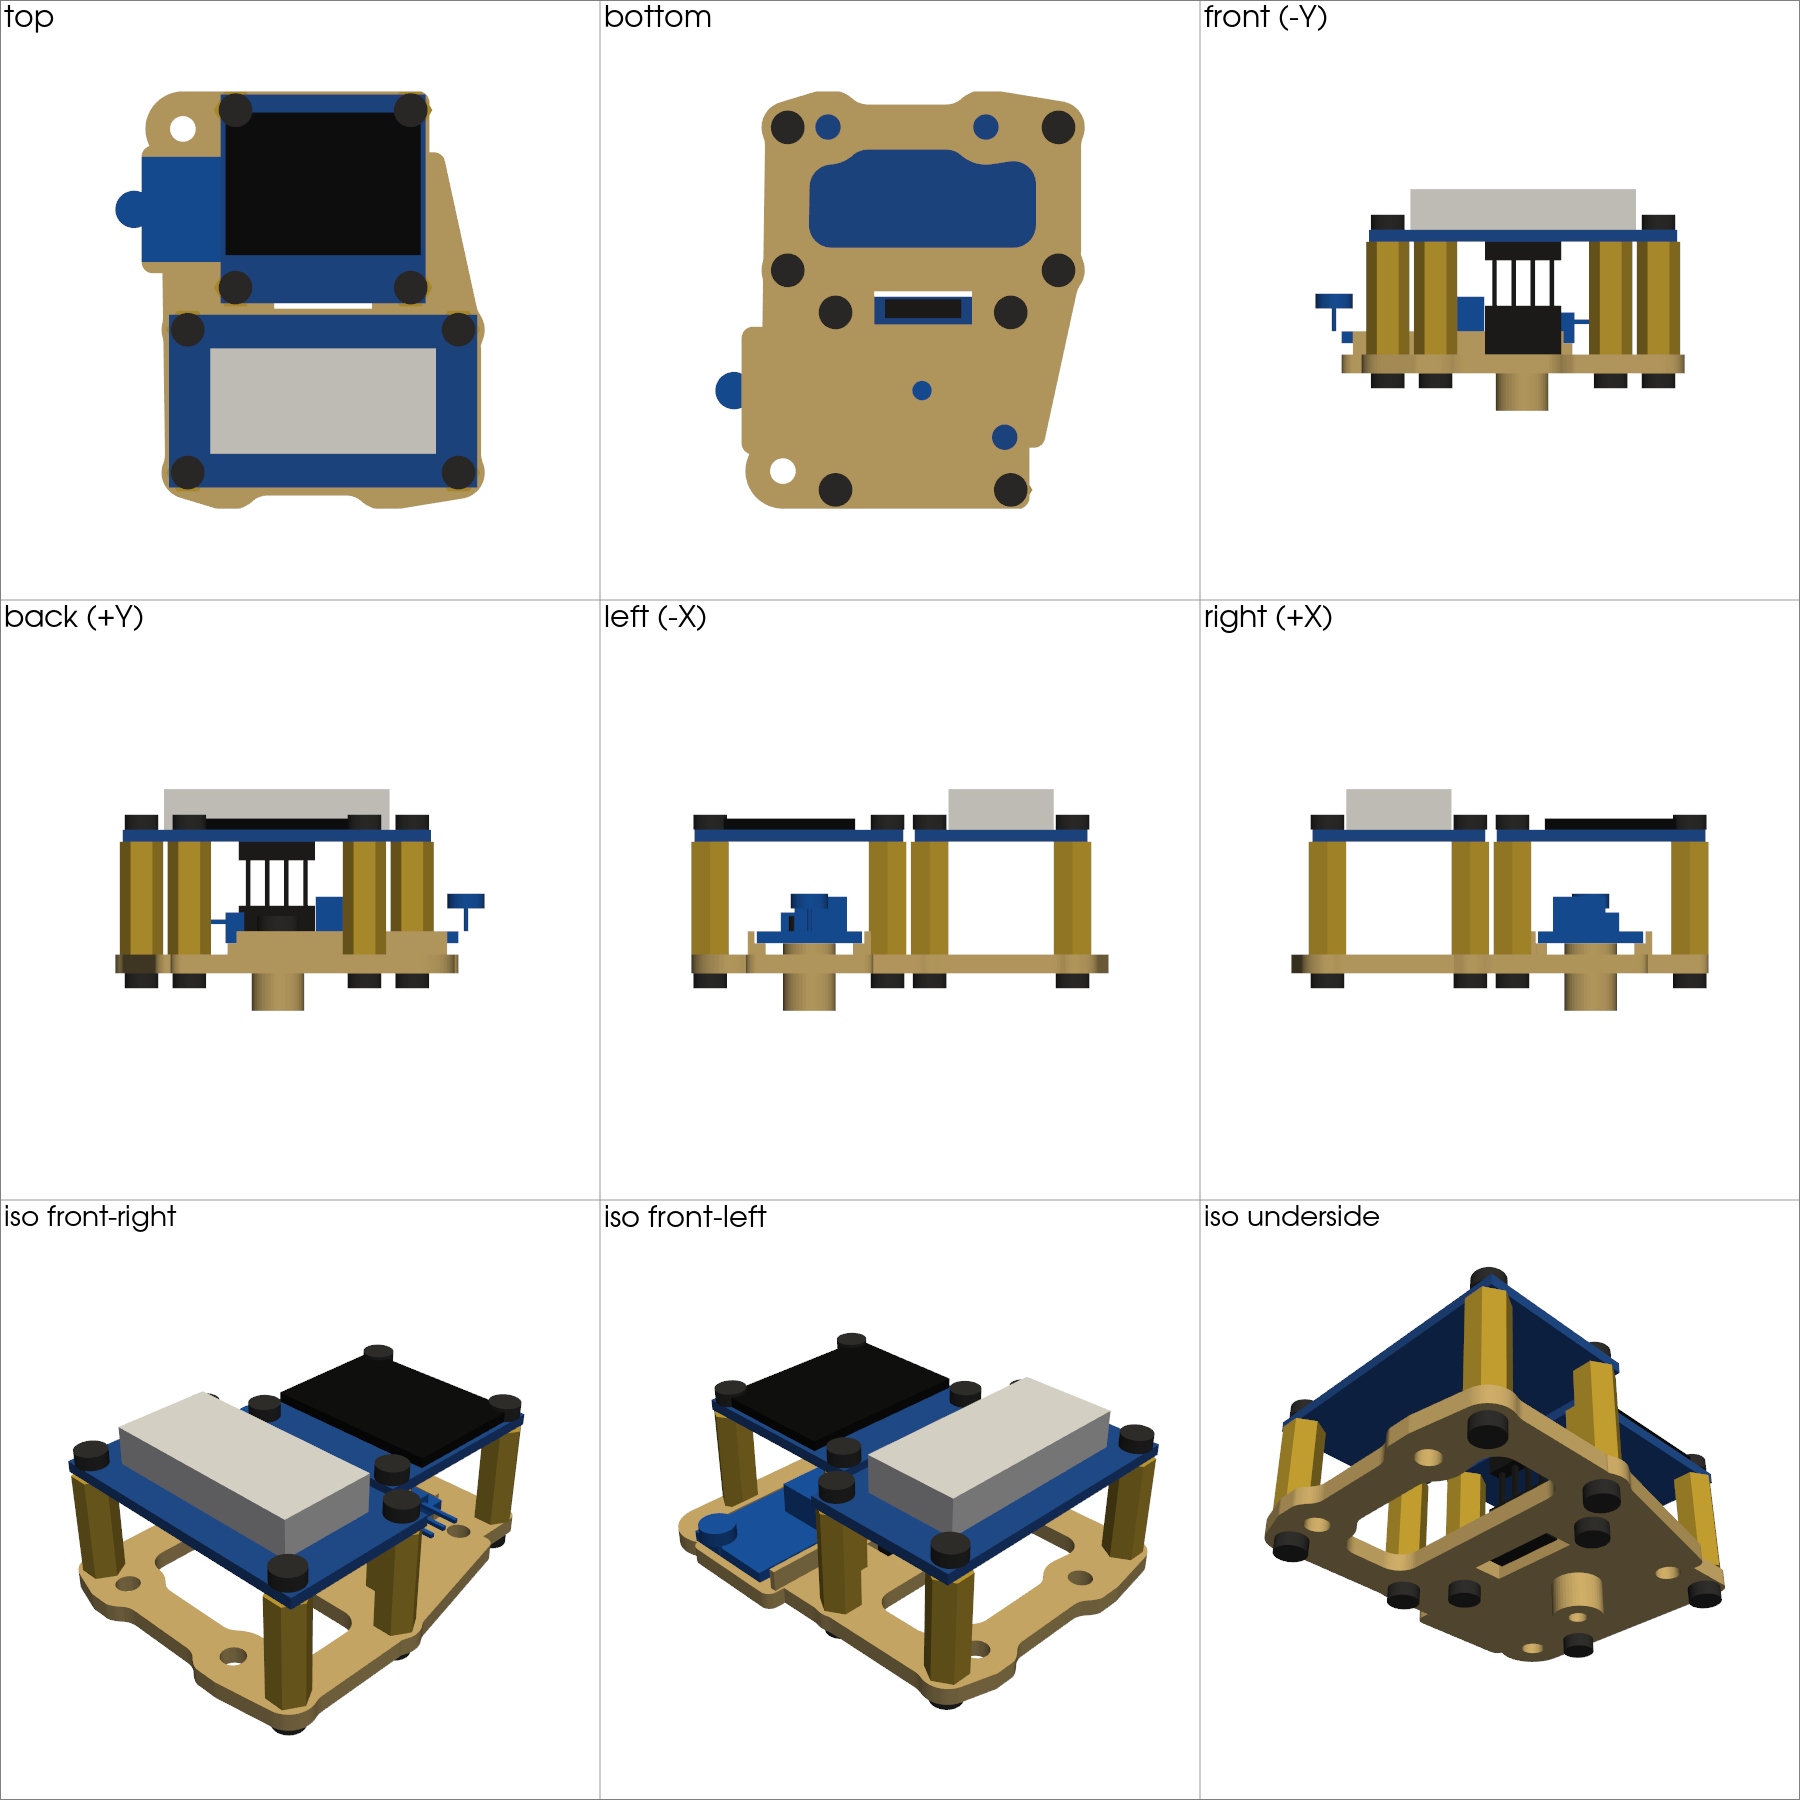 top
bottom
front (-Y)
back (+Y)
left (-X)
right (+X)
iso front-right
iso front-left
iso underside